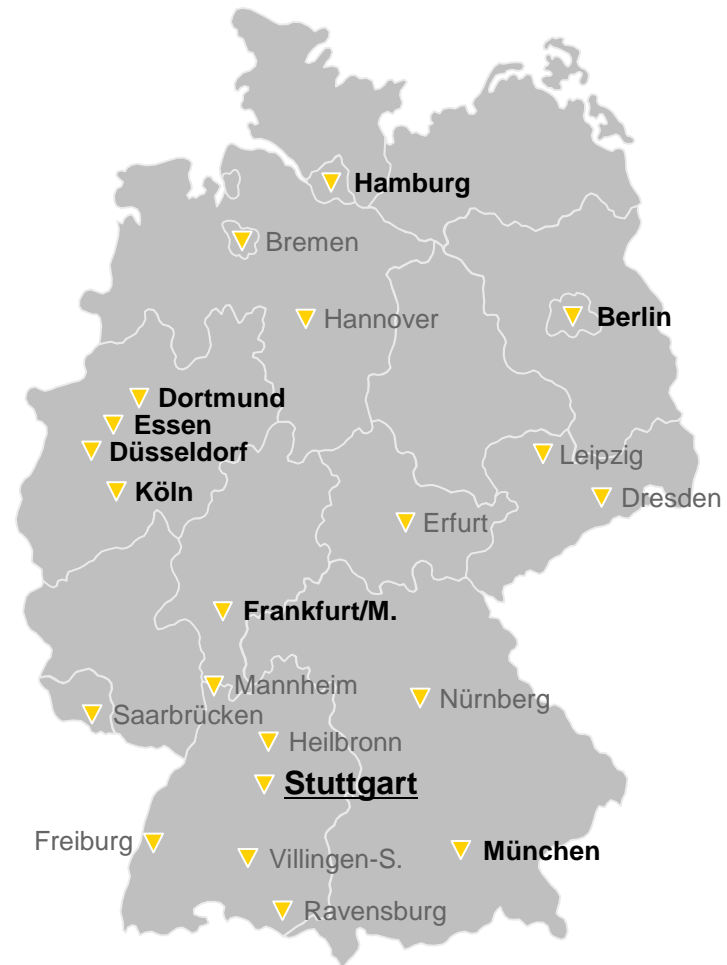 Hamburg
Bremen
Berlin
Hannover
Dortmund
Essen
Düsseldorf
Leipzig
Köln
Dresden
Erfurt
Frankfurt/M.
Mannheim
Nürnberg
Saarbrücken
Heilbronn
Stuttgart
Freiburg
München
Villingen-S.
Ravensburg